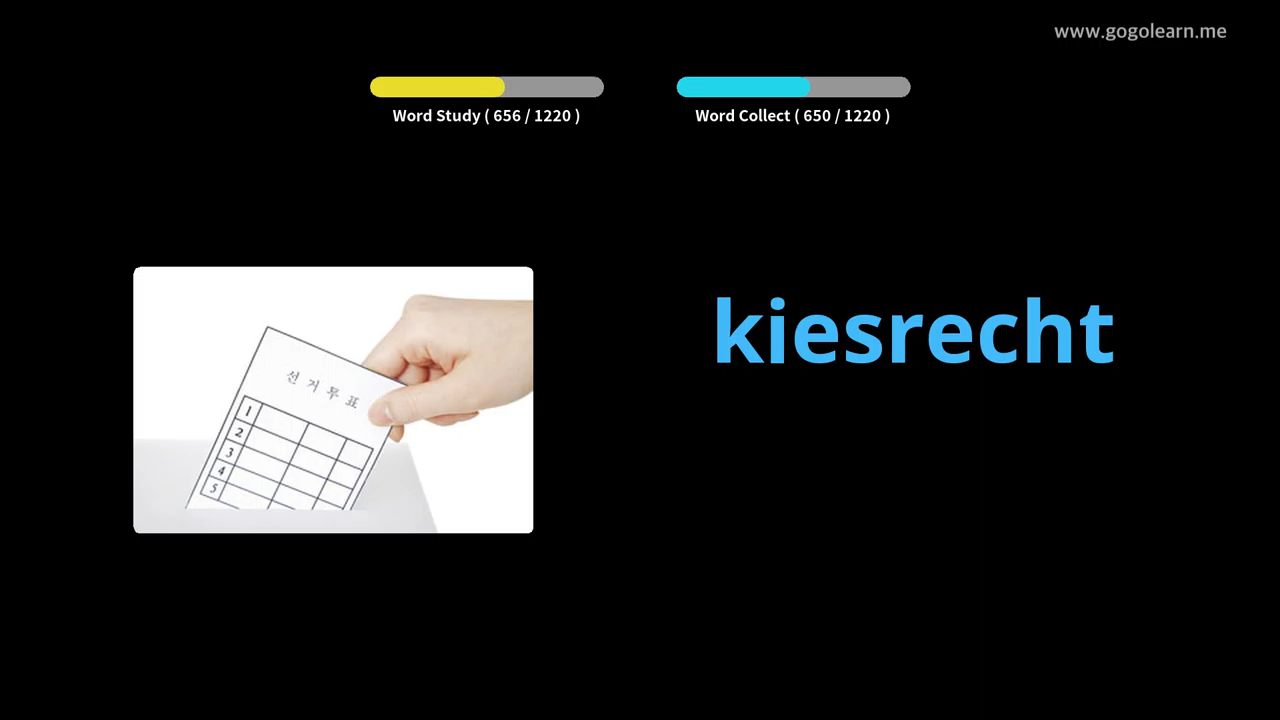 www.gogolearn.me
Word Study ( 656 / 1220 )
Word Collect ( 650 / 1220 )
kiesrecht
선 거 투 표
1
2
3
4
5